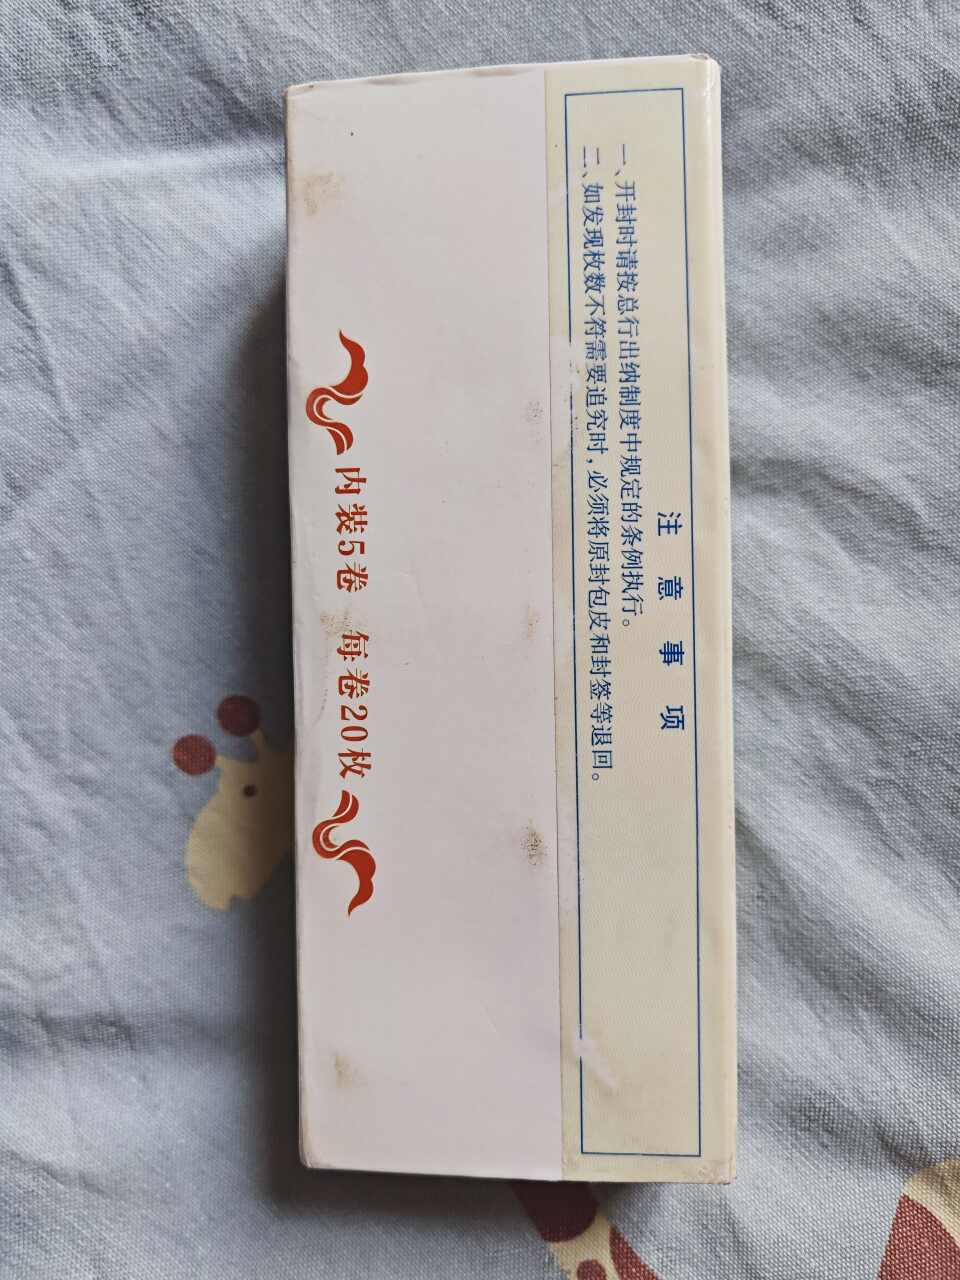 注意事项
一、开封时请按总行出纳制度中规定的条例执行。
二、如发现枚数不符需要追究时,必须将原封包皮和封签等退回。
内装5卷 每卷20枚